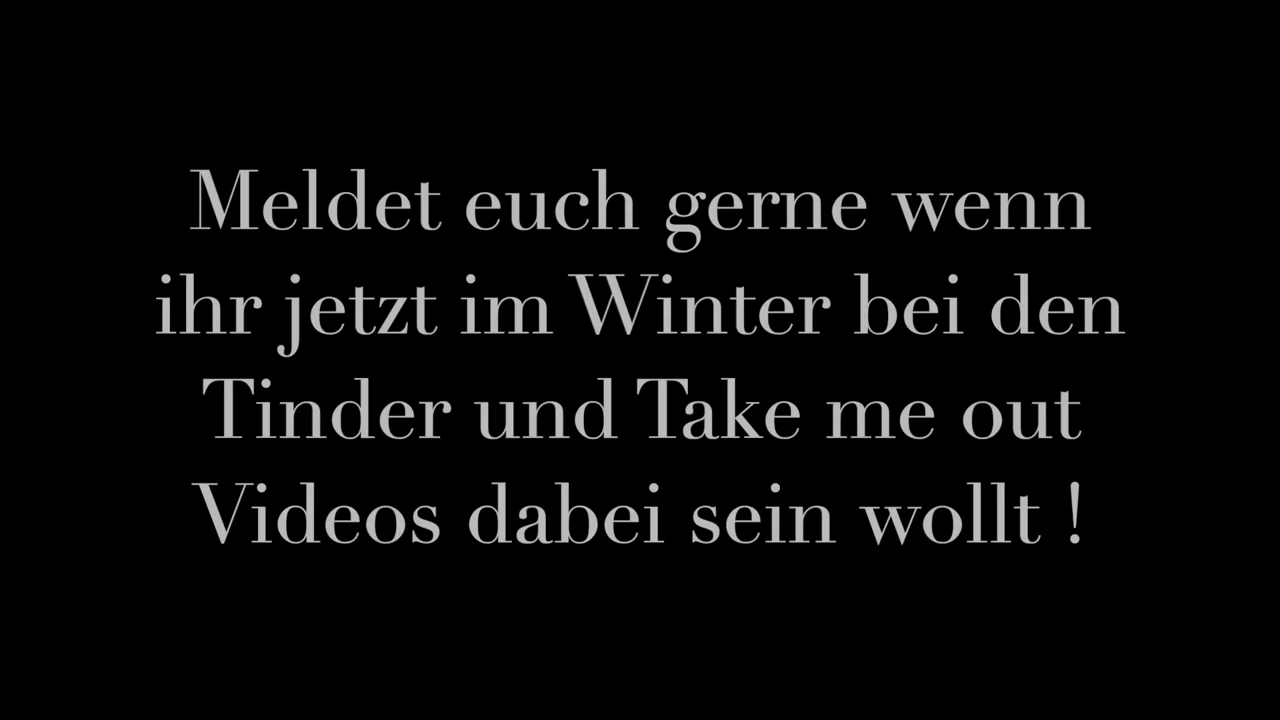 Meldet euch gerne wenn
ihr jetzt im Winter bei den
Tinder und Take me out
Videos dabei sein wollt !